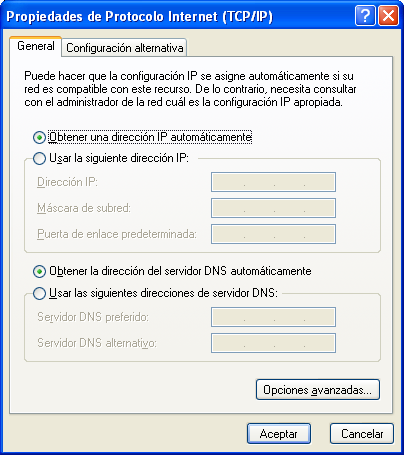 Propiedades de Protocolo Internet (TCP/IP)
General
Configuración alternativa
Puede hacer que la configuración IP se asigne automáticamente si su
red es compatible con este recurso. De lo contrario, necesita consultar
con el administrador de la red cuál es la configuración IP apropiada.
Obtener una dirección IP automáticamente
Usar la siguiente dirección IP:
Dirección IP:
Máscara de subred:
Puerta de enlace predeterminada:
Obtener la dirección del servidor DNS automáticamente
Usar las siguientes direcciones de servidor DNS:
Servidor DNS preferido:
Servidor DNS alternativo:
Opciones avanzadas...
Aceptar
Cancelar